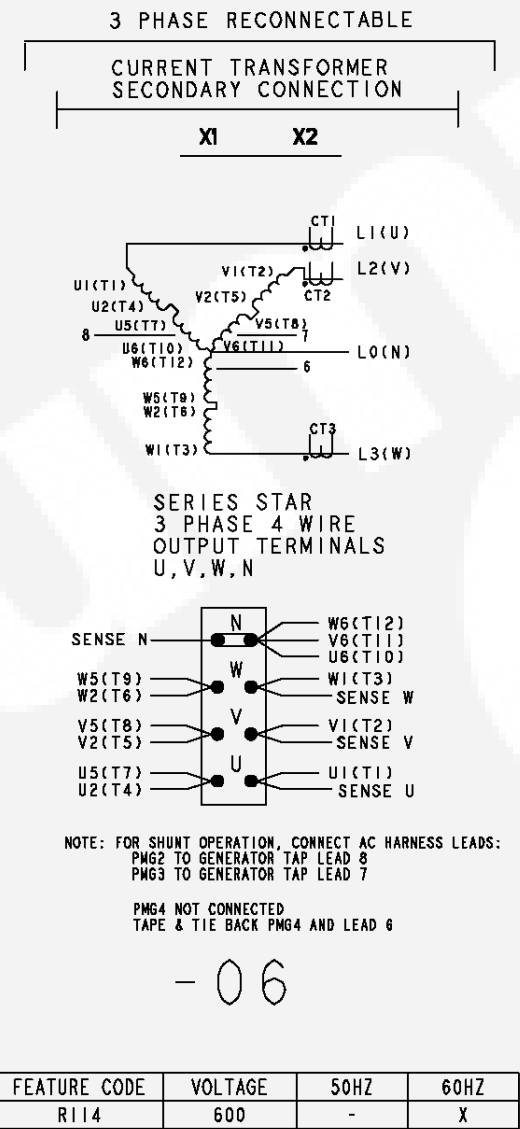 3 PHASE RECONNECTABLE
CURRENT TRANSFORMER
SECONDARY CONNECTION
X1 X2
CT1
L1(U)
V1(T2)
L2(V)
U1(T1)
V2(T5)
CT2
U2(T4)
U5(T7)
V5(T8)
8
7
U6(T10)
V6(T11)
L0(N)
W6(T12)
6
W5(T9)
W2(T6)
CT3
W1(T3)
L3(W)
SERIES STAR
3 PHASE 4 WIRE
OUTPUT TERMINALS
U,V,W,N
N
W6(T12)
SENSE N
V6(T11)
U6(T10)
W
W5(T9)
W1(T3)
W2(T6)
SENSE W
V
V5(T8)
V1(T2)
V2(T5)
SENSE V
U
U5(T7)
U1(T1)
U2(T4)
SENSE U
NOTE: FOR SHUNT OPERATION, CONNECT AC HARNESS LEADS:
PMG2 TO GENERATOR TAP LEAD 8
PMG3 TO GENERATOR TAP LEAD 7
PMG4 NOT CONNECTED
TAPE & TIE BACK PMG4 AND LEAD 6
-06
FEATURE CODE VOLTAGE 50HZ 60HZ
R114 600 - X